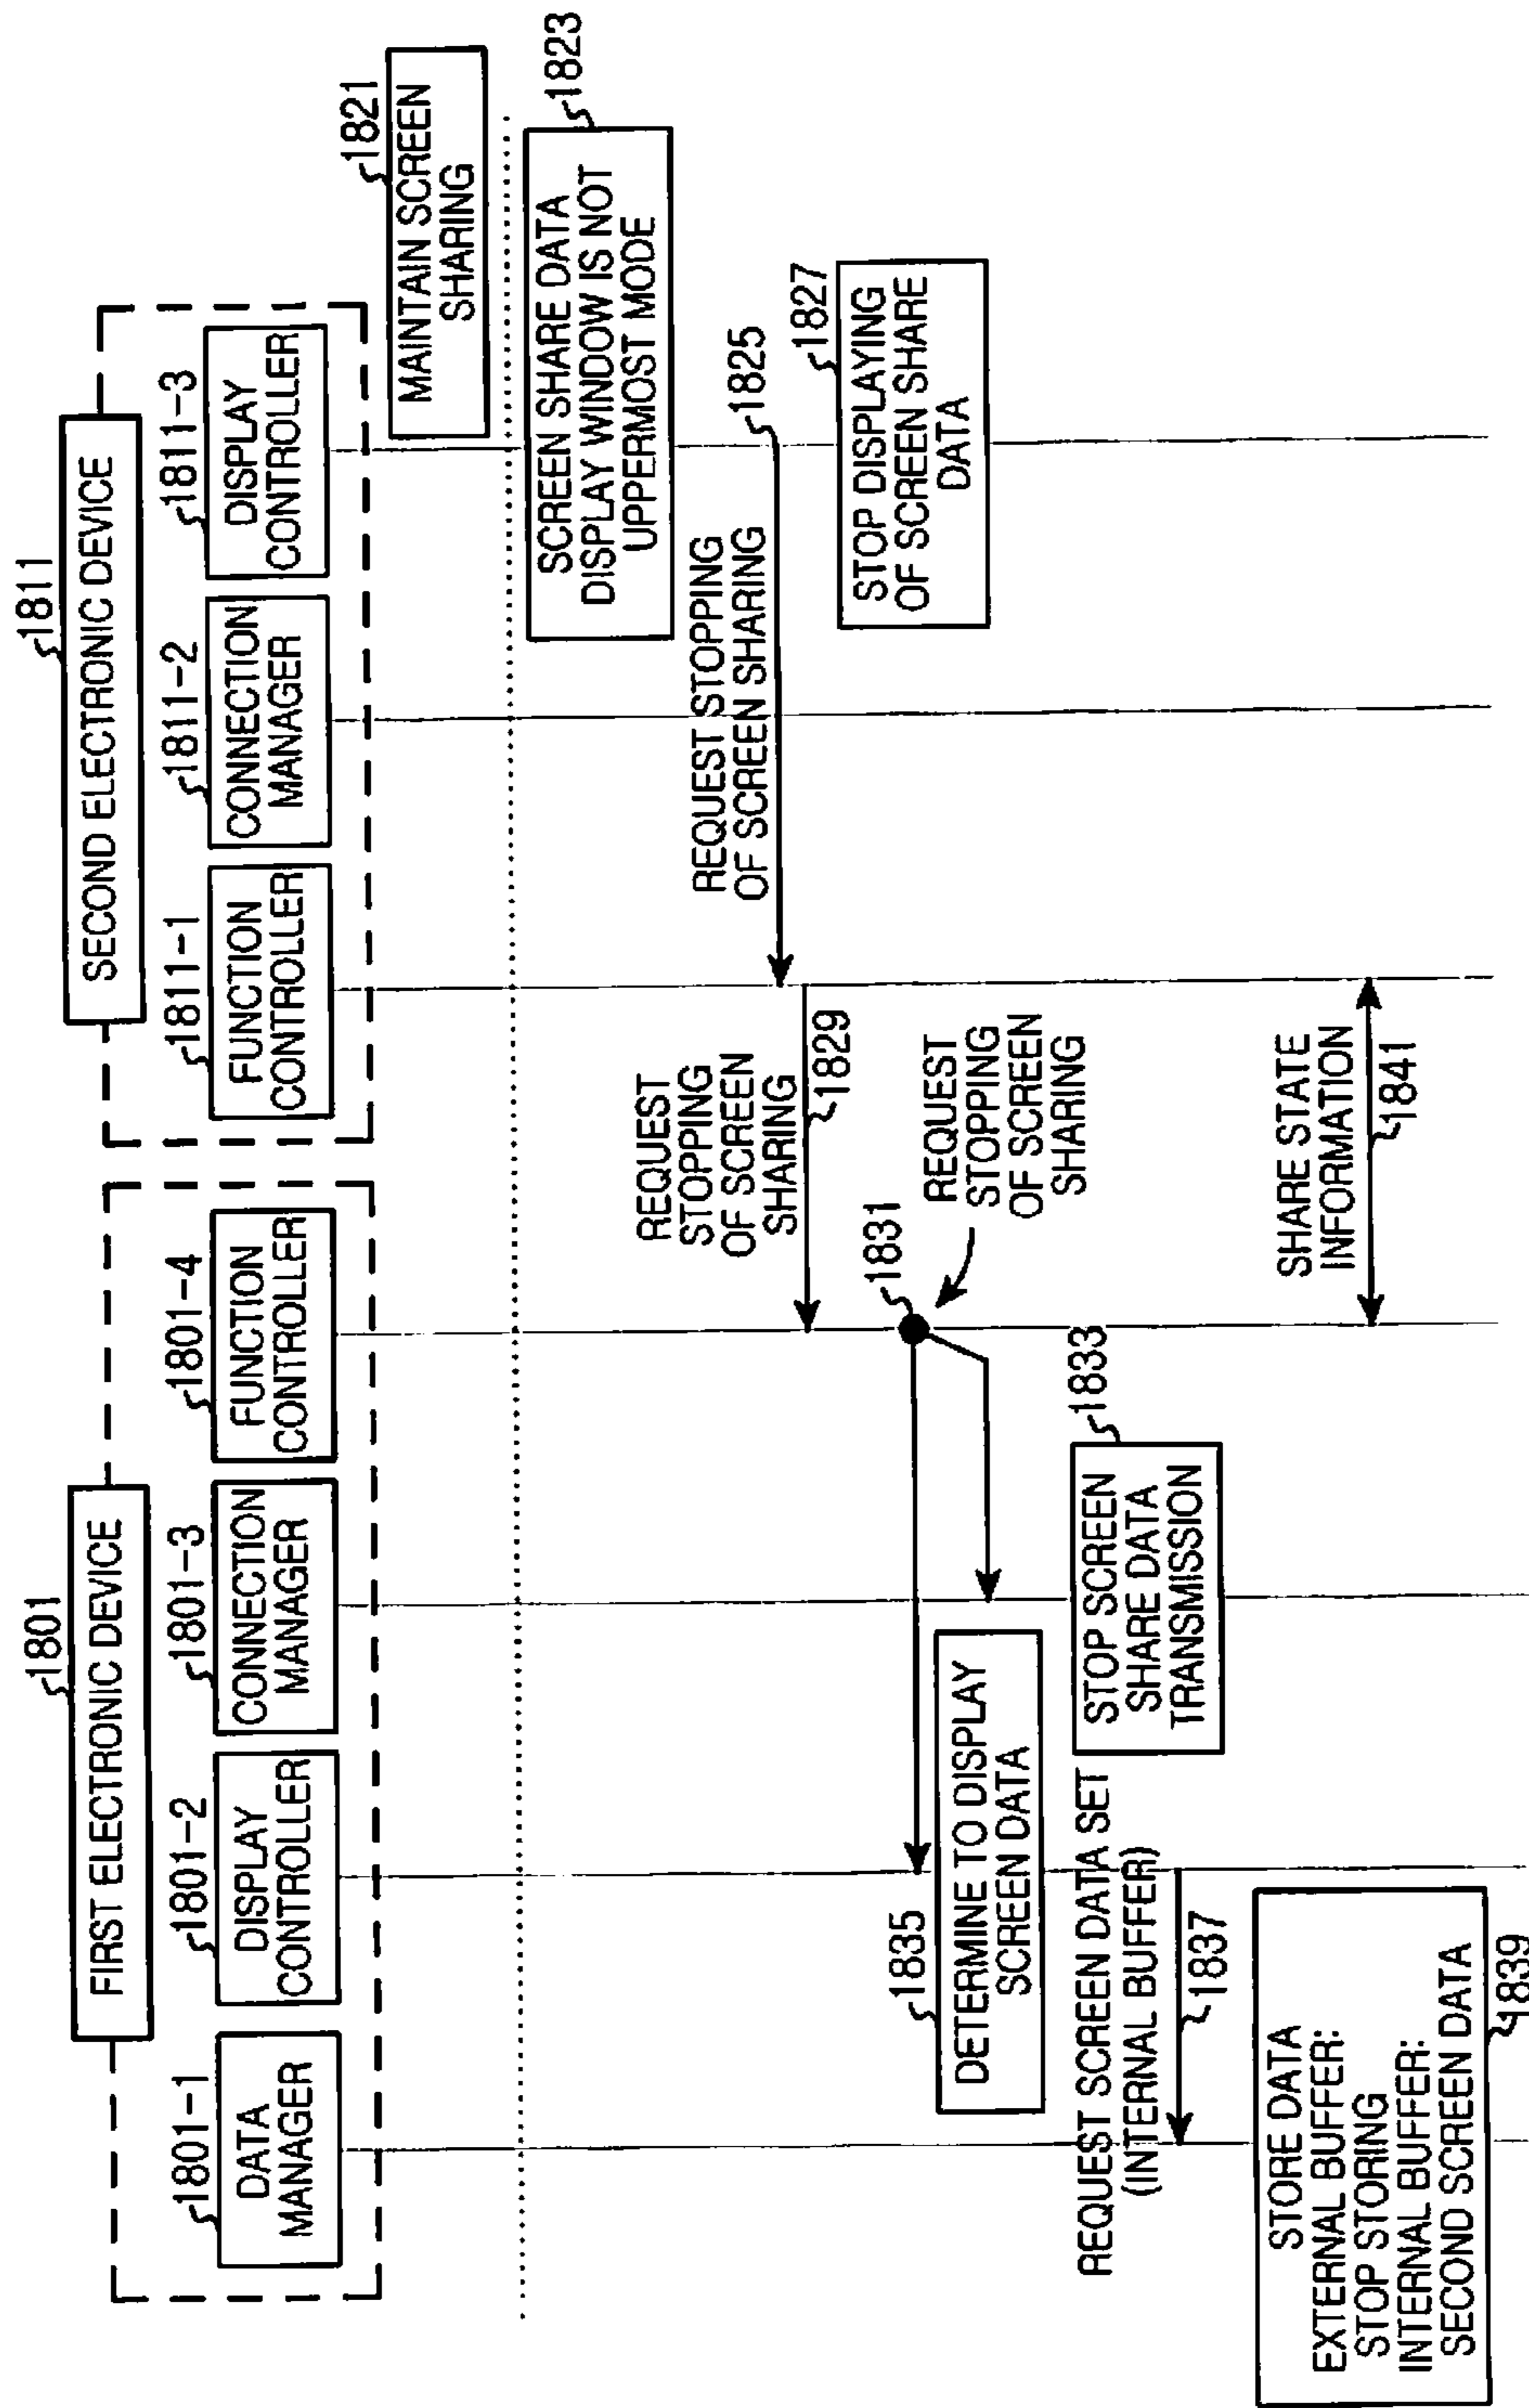 1801
FIRST ELECTRONIC DEVICE
1801-1
DATA
MANAGER
1801-2
DISPLAY
CONTROLLER
1801-3
CONNECTION
MANAGER
1801-4
FUNCTION
CONTROLLER
1811
SECOND ELECTRONIC DEVICE
1811-1
FUNCTION
CONTROLLER
1811-2
CONNECTION
MANAGER
1811-3
DISPLAY
CONTROLLER
1821
MAINTAIN SCREEN
SHARING
SCREEN SHARE DATA
DISPLAY WINDOW IS NOT
UPPERMOST MODE
1823
REQUEST STOPPING
OF SCREEN SHARING
1825
1827
STOP DISPLAYING
OF SCREEN SHARE
DATA
REQUEST
STOPPING
OF SCREEN
SHARING
1829
1831
REQUEST
STOPPING
OF SCREEN
SHARING
1833
STOP SCREEN
SHARE DATA
TRANSMISSION
1835
DETERMINE TO DISPLAY
SCREEN DATA
REQUEST SCREEN DATA SET
(INTERNAL BUFFER)
1837
STORE DATA
EXTERNAL BUFFER:
STOP STORING
INTERNAL BUFFER:
SECOND SCREEN DATA
1839
SHARE STATE
INFORMATION
1841